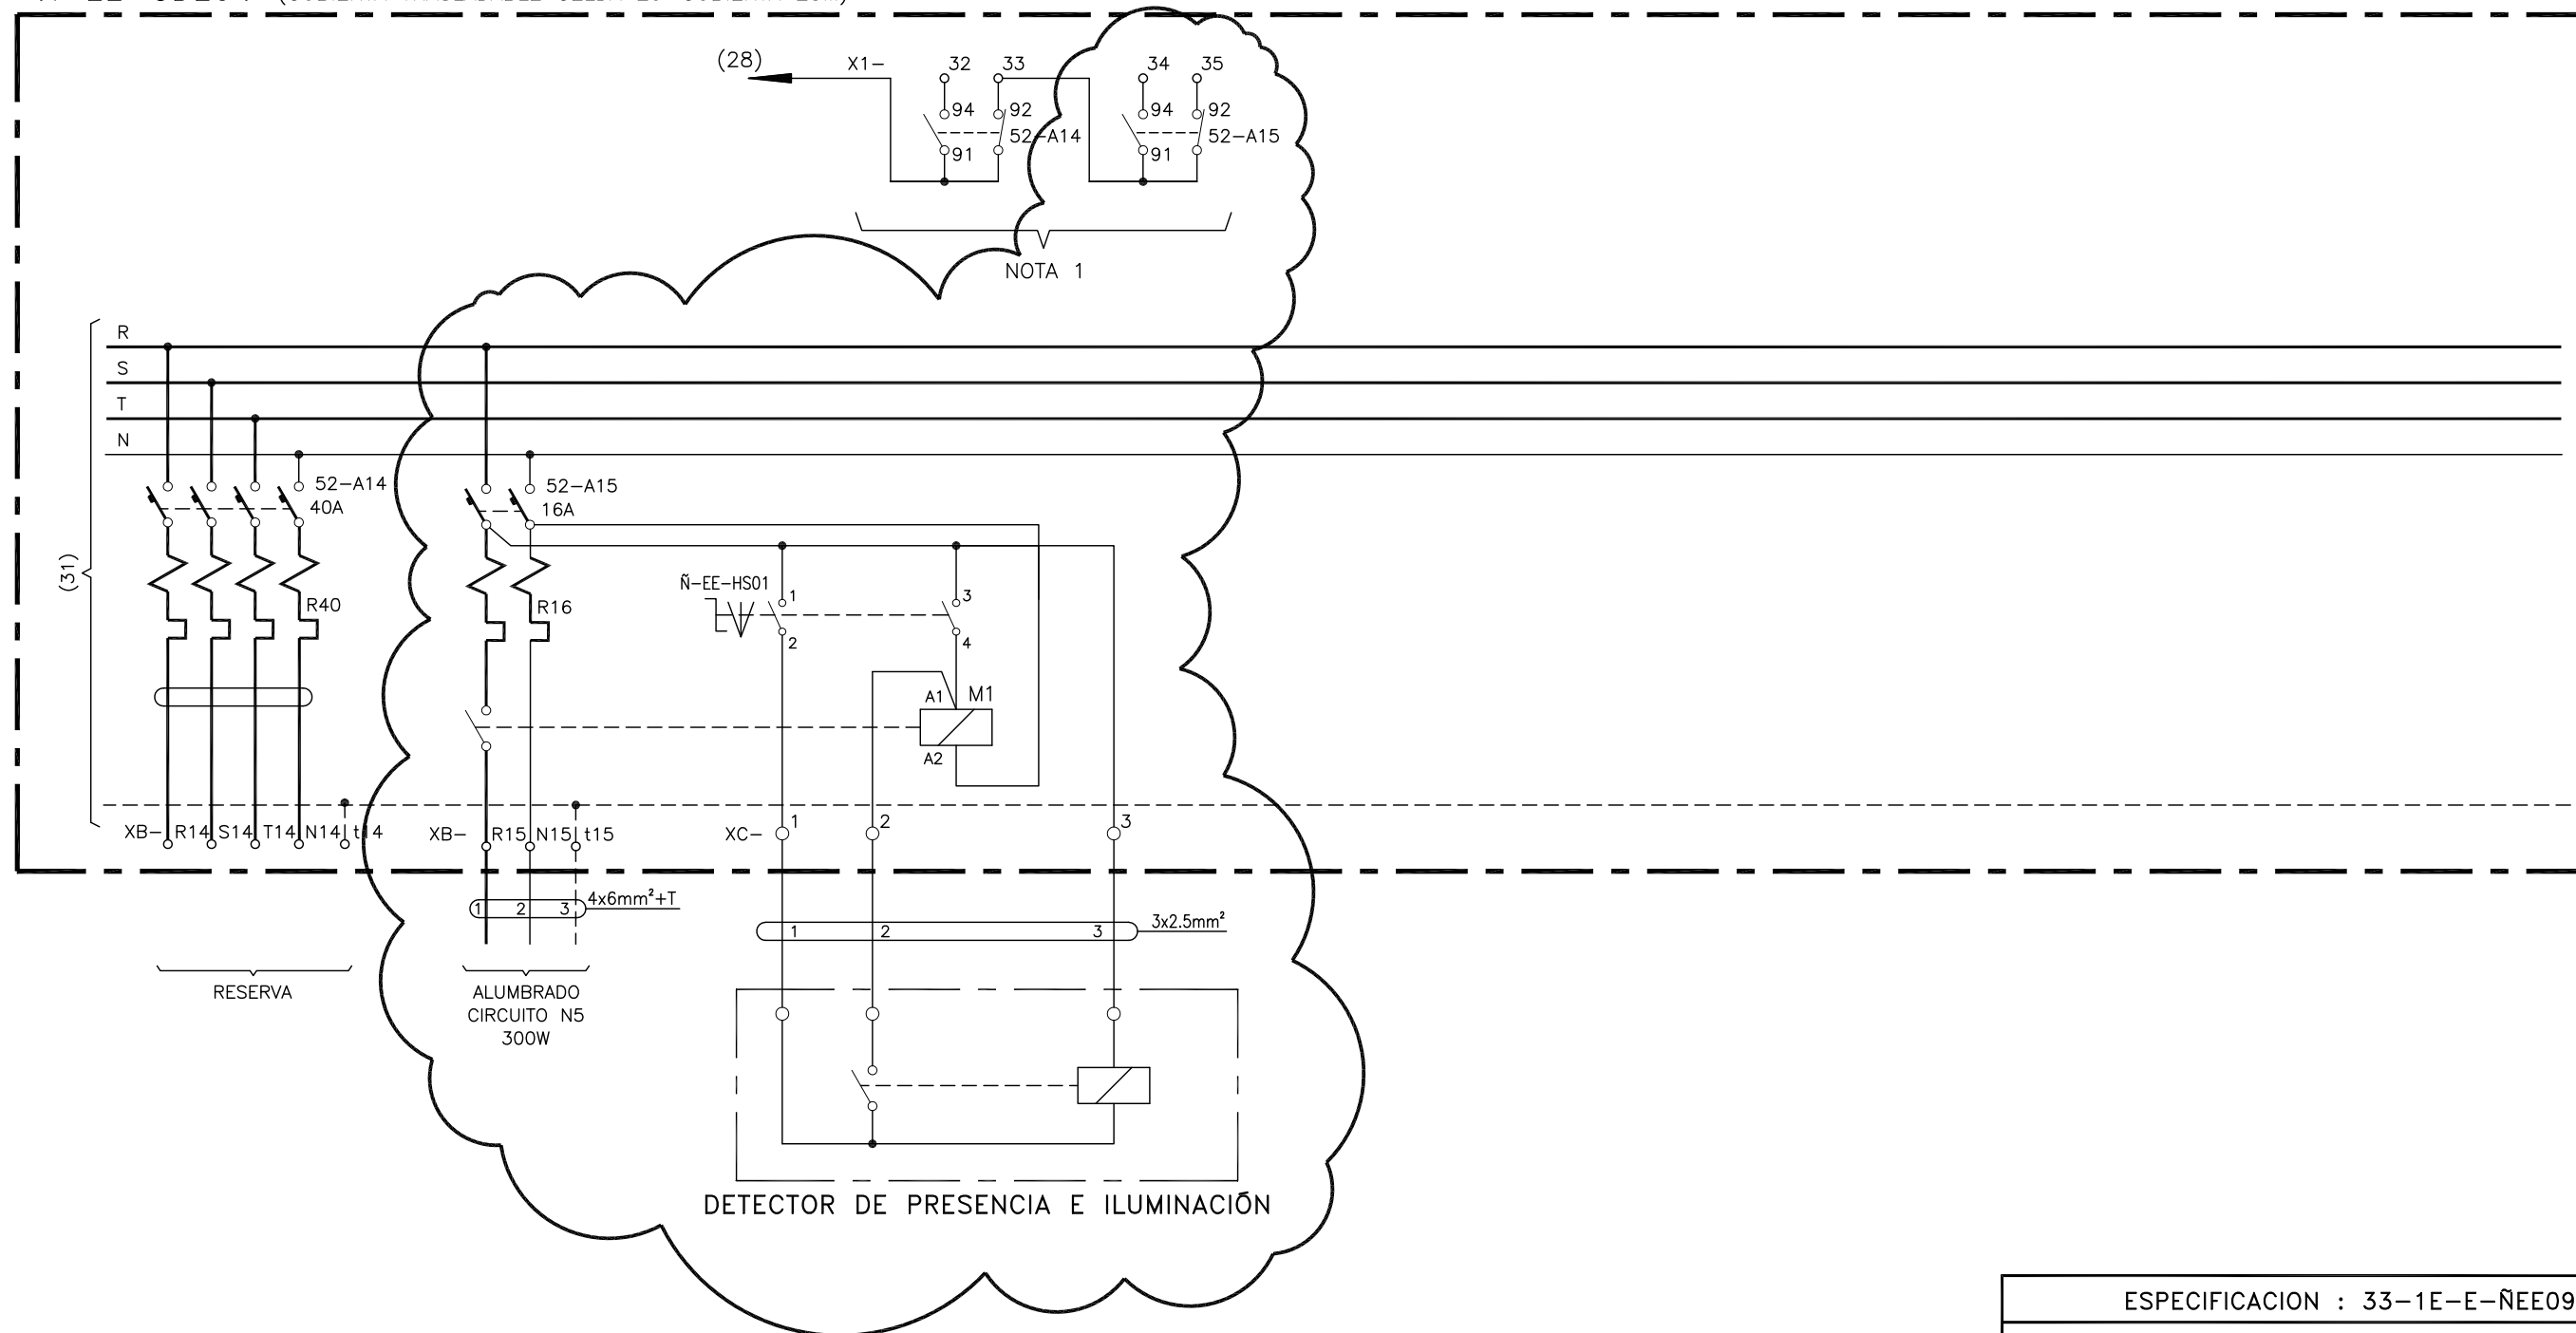 (28)
X1-
32
33
34
35
94
92
94
92
52-A14
52-A15
91
91
NOTA 1
R
S
T
N
(31)
52-A14
40A
52-A15
16A
R40
R16
Ñ-EE-HS01
1
3
2
4
A1
M1
A2
XB-
R14
S14
T14
N14
t14
XB-
R15
N15
t15
XC-
1
2
3
1
2
3
4x6mm²+T
1
2
3
3x2.5mm²
RESERVA
ALUMBRADO
CIRCUITO N5
300W
DETECTOR DE PRESENCIA E ILUMINACIÓN
ESPECIFICACION : 33-1E-E-ÑEE09